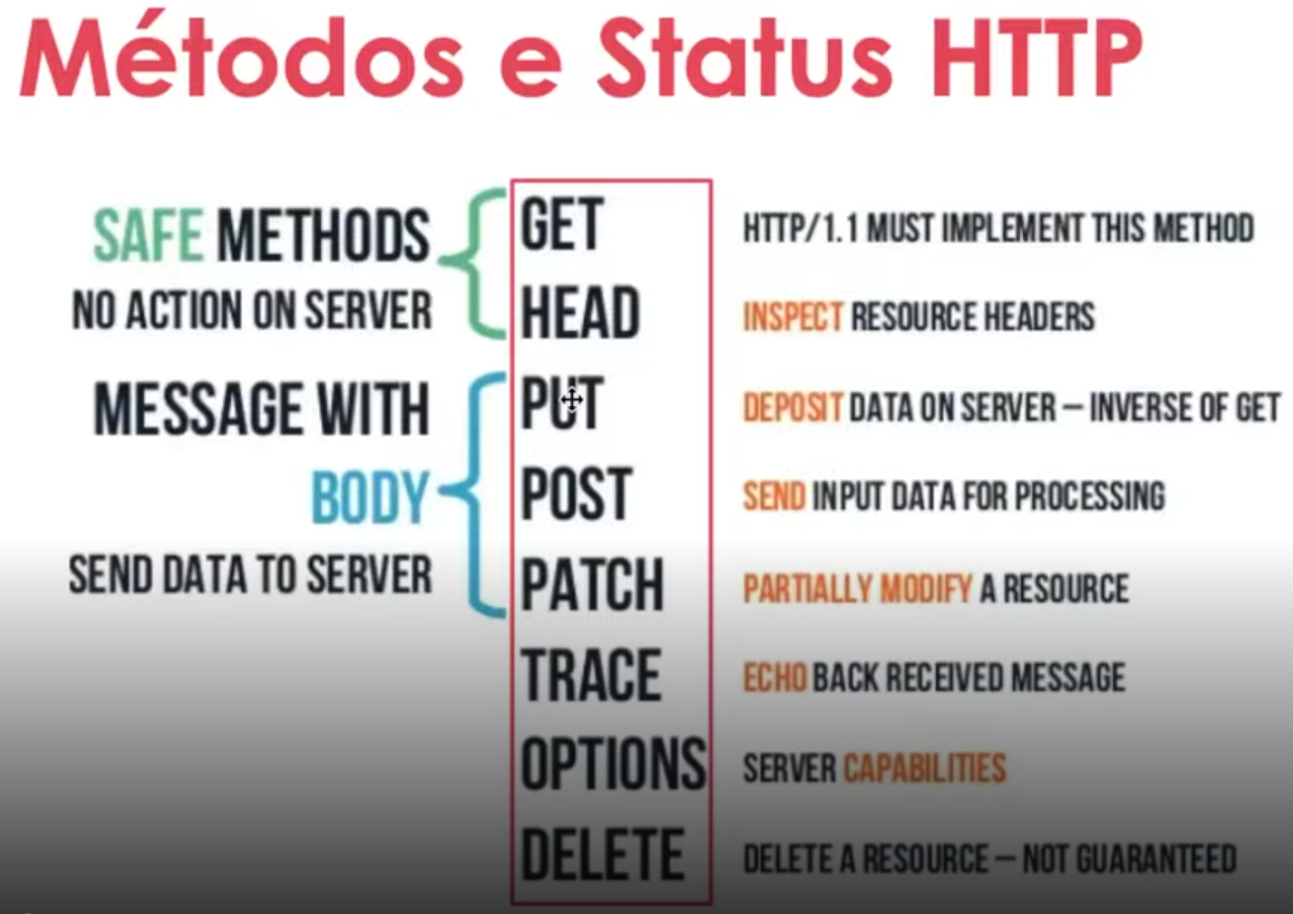 Métodos e Status HTTP
SAFE METHODS
NO ACTION ON SERVER
MESSAGE WITH
BODY
SEND DATA TO SERVER
GET
HTTP/1.1 MUST IMPLEMENT THIS METHOD
HEAD
INSPECT RESOURCE HEADERS
PUT
DEPOSIT DATA ON SERVER – INVERSE OF GET
POST
SEND INPUT DATA FOR PROCESSING
PATCH
PARTIALLY MODIFY A RESOURCE
TRACE
ECHO BACK RECEIVED MESSAGE
OPTIONS
SERVER CAPABILITIES
DELETE
DELETE A RESOURCE – NOT GUARANTEED